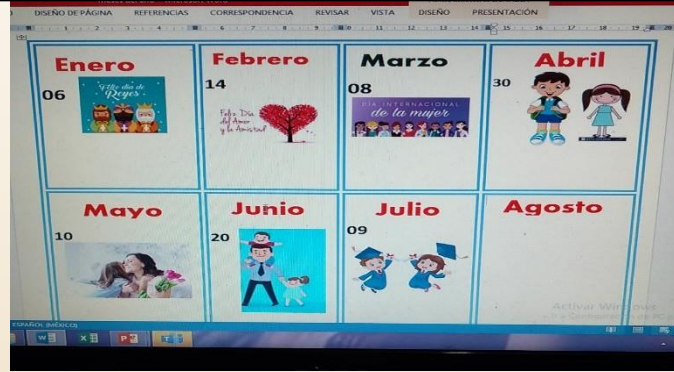 DISEÑO DE PÁGINA REFERENCIAS CORRESPONDENCIA REVISAR VISTA DISEÑO PRESENTACIÓN
Enero Febrero Marzo Abril
06 14 08 30
Feliz día de
Reyes
Feliz Día
del Amor
y la Amistad
DÍA INTERNACIONAL
de la mujer
Mayo Junio Julio Agosto
10 20 09
Activar Windows
ESPAÑOL (MÉXICO)